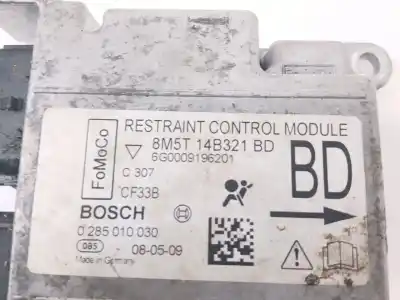 RESTRAINT CONTROL MODULE
FoMoCo
8M5T 14B321 BD
6G0009196201
C 307
CF33B
BD
BOSCH
0 285 010 030
085 08-05-09
Made in Germany